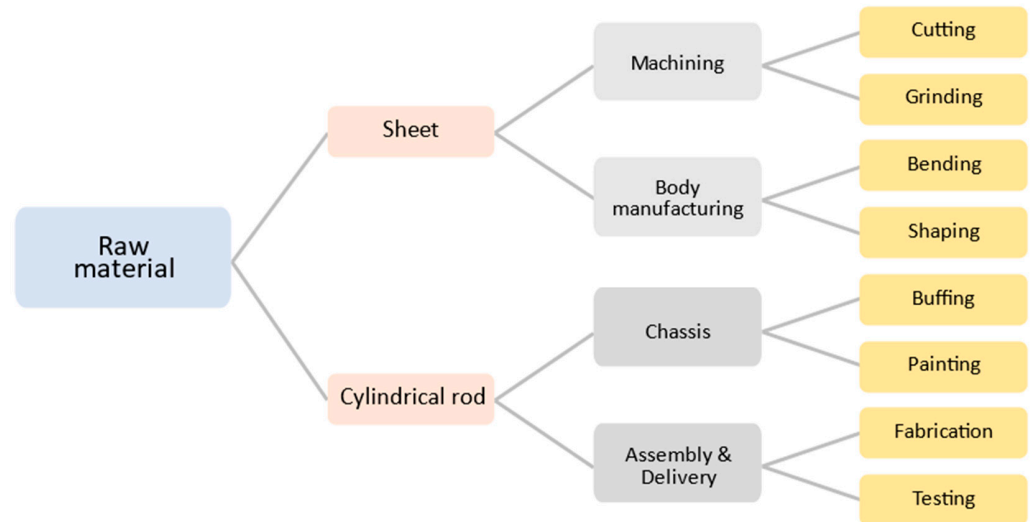 Raw
material
Sheet
Cylindrical rod
Machining
Body
manufacturing
Chassis
Assembly &
Delivery
Cutting
Grinding
Bending
Shaping
Buffing
Painting
Fabrication
Testing